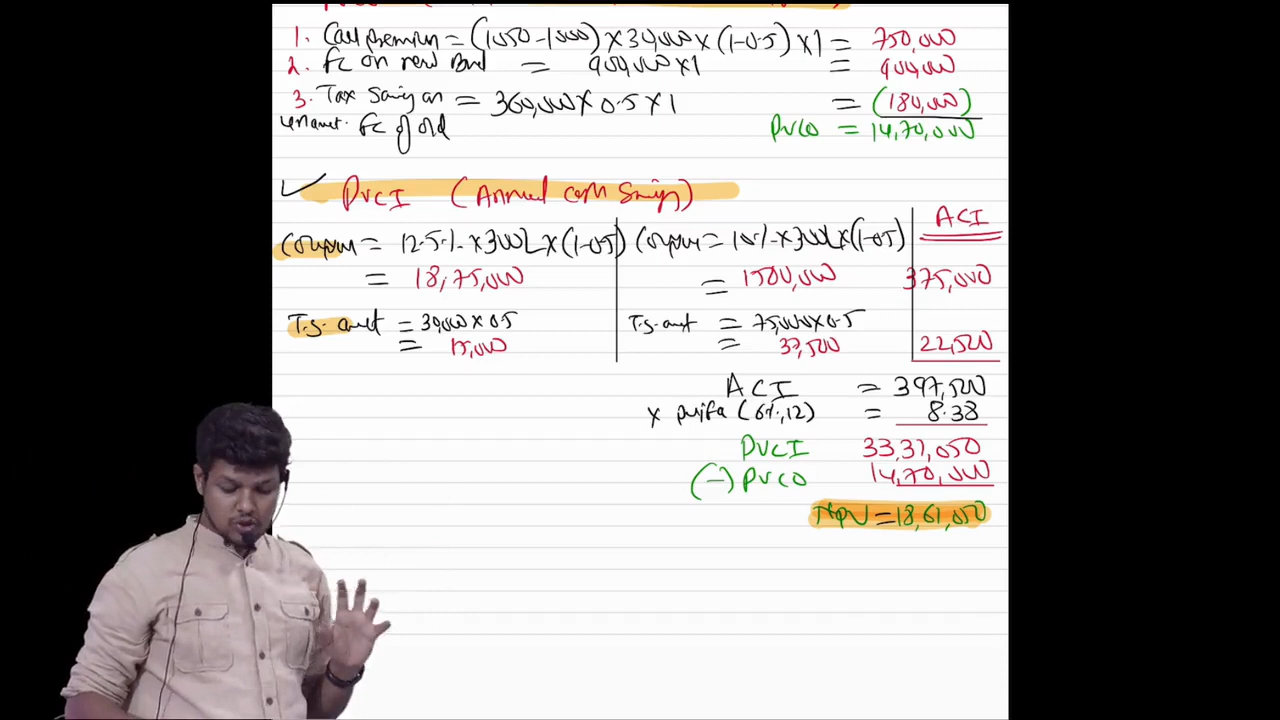 1. Call premium = (1050-1000) × 30,000 × (1-0.5) × 1 = 750,000
2. FC on new Bond = 900,000 × 1 = 900,000
3. Tax Saving on = 360,000 × 0.5 × 1 = (180,000)
unamort. FC of old PVCO = 14,70,000
PVCI (Annual cash Savings) ACI
Coupon = 12.5% × 300L × (1-0.5) Coupon = 10% × 300L × (1-0.5)
= 18,75,000 = 1500,000 375,000
T.S. amort = 30,000 × 0.5 T.S. amort = 75,000 × 0.5
= 15,000 = 37,500 22,500
ACI = 397,500
× pvifa (6%, 12) = 8.38
PVCI 33,31,050
(-) PVCO 14,70,000
NPV = 18,61,050